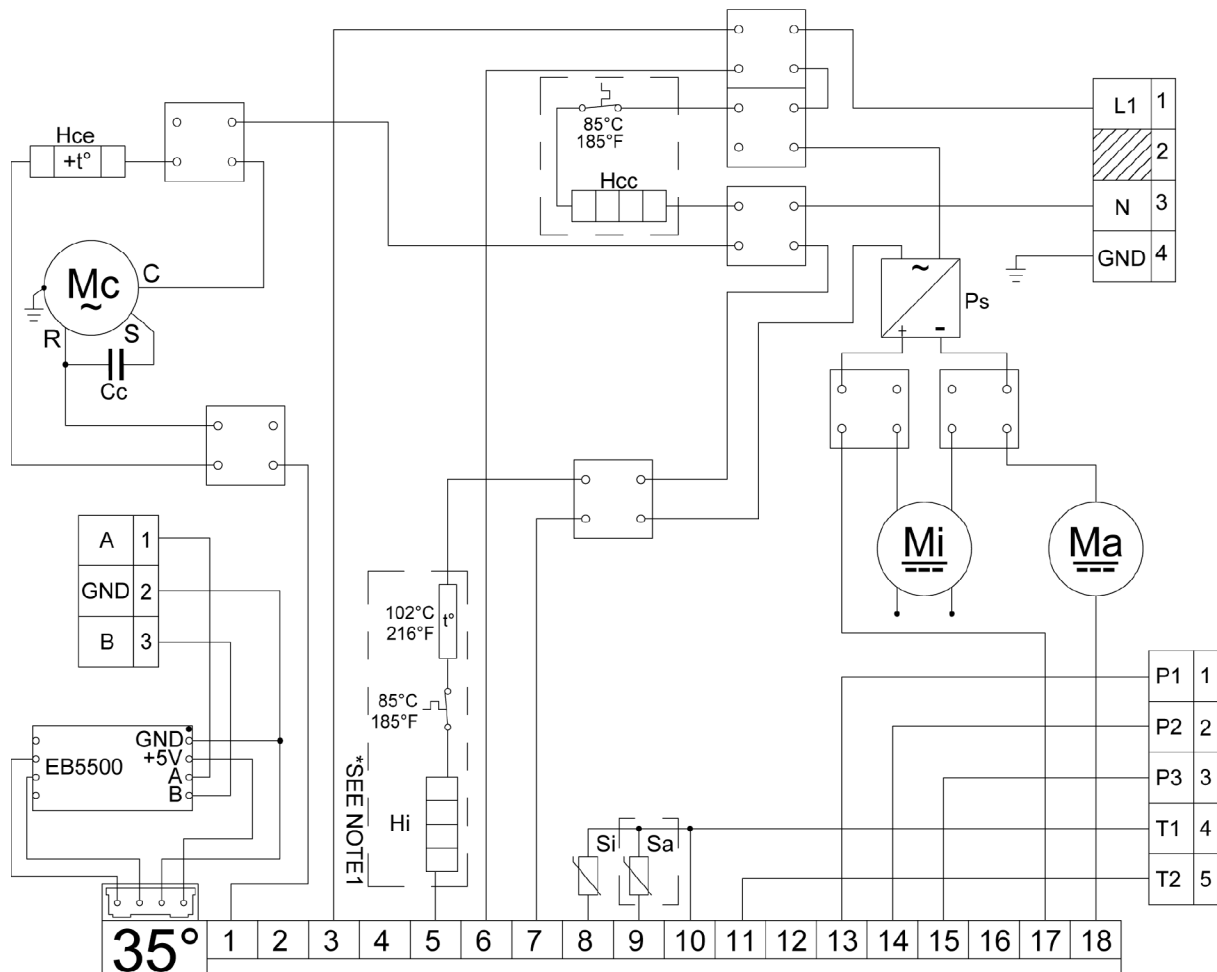 L1 1
2
N 3
GND 4
85°C
185°F
Hce
+t°
Hcc
Mc
~
C
R
S
Cc
~
+ -
Ps
A 1
GND 2
B 3
Mi
Ma
102°C
216°F
t°
85°C
185°F
Hi
*SEE NOTE1
EB5500
GND
+5V
A
B
P1 1
P2 2
P3 3
T1 4
T2 5
Si
Sa
35° 1 2 3 4 5 6 7 8 9 10 11 12 13 14 15 16 17 18